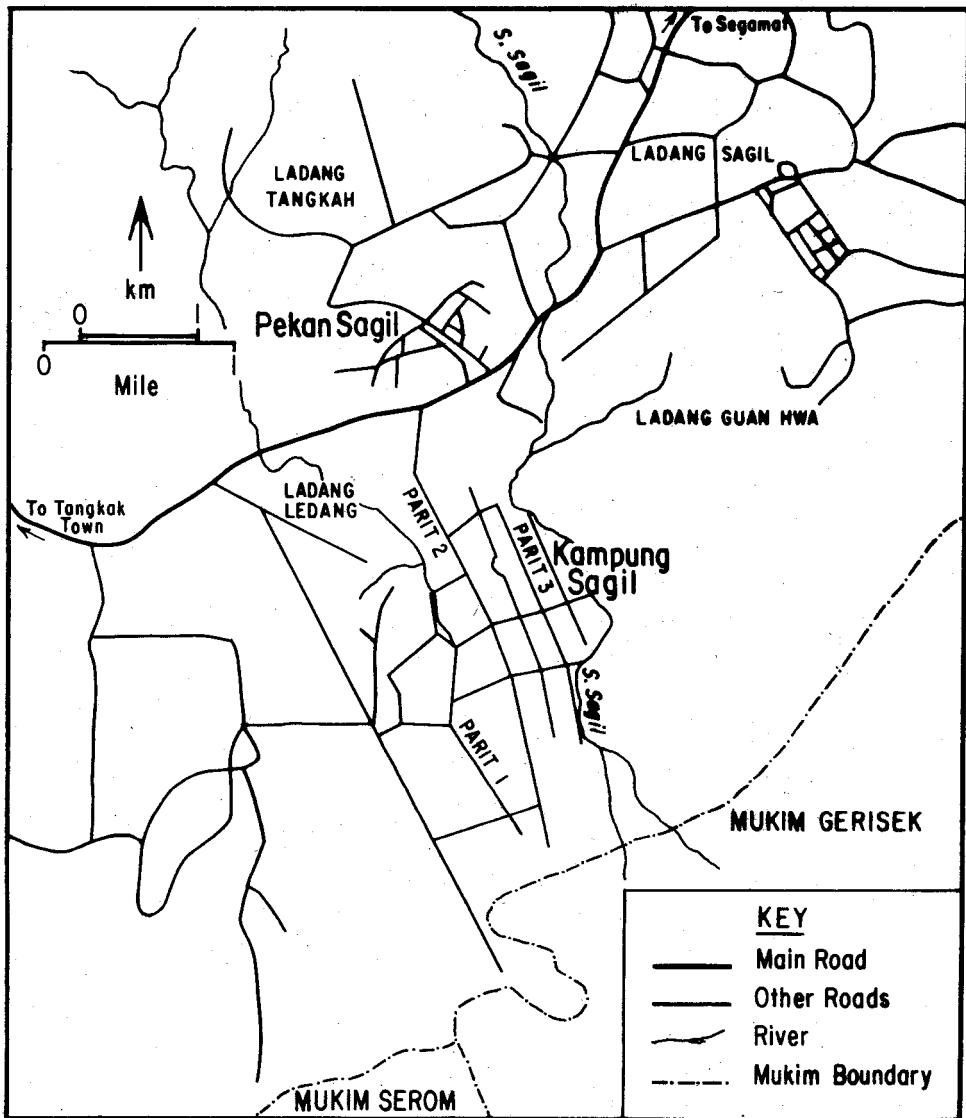 To Segamat
S. Sagil
LADANG
TANGKAH
LADANG SAGIL
km
0 1
Pekan Sagil
0 1
Mile
LADANG GUAN HWA
To Tangkak
Town
LADANG
LEDANG
PARIT 2
PARIT 3
Kampung
Sagil
S. Sagil
PARIT 1
MUKIM GERISEK
KEY
Main Road
Other Roads
River
Mukim Boundary
MUKIM SEROM